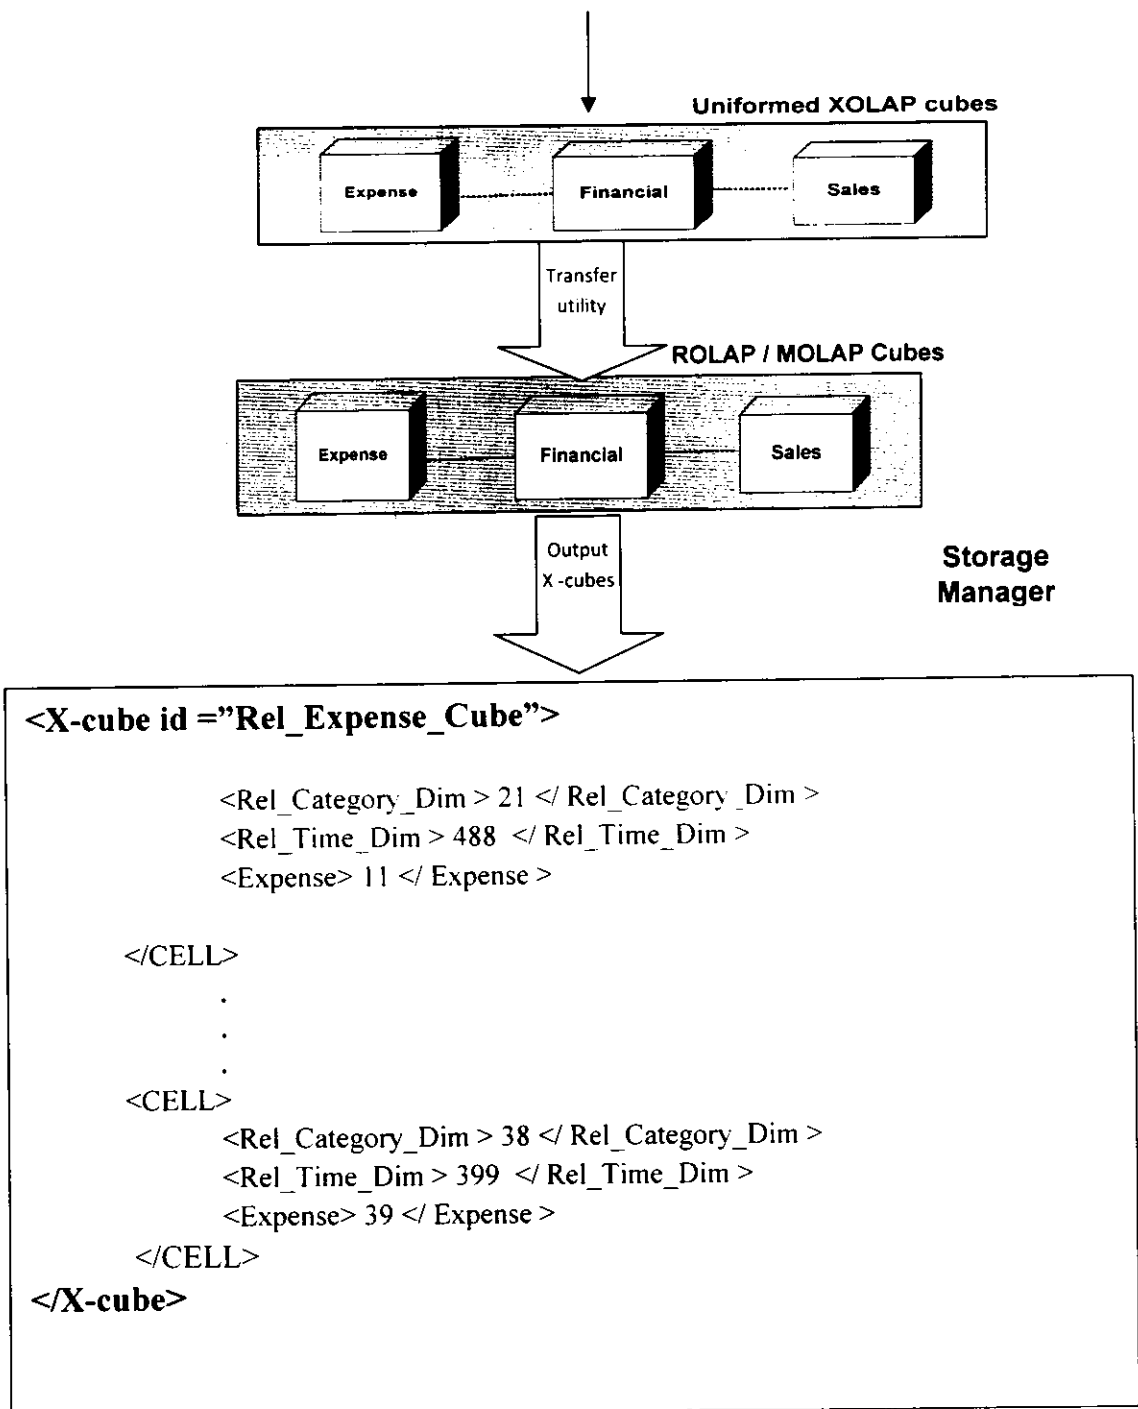 Uniformed XOLAP cubes
Expense
Financial
Sales
Transfer
utility
ROLAP / MOLAP Cubes
Expense
Financial
Sales
Output
X -cubes
Storage
Manager
<X-cube id =”Rel_Expense_Cube”>
<Rel_Category_Dim > 21 </ Rel_Category_Dim >
<Rel_Time_Dim > 488 </ Rel_Time_Dim >
<Expense> 11 </ Expense >
</CELL>
.
.
.
<CELL>
<Rel_Category_Dim > 38 </ Rel_Category_Dim >
<Rel_Time_Dim > 399 </ Rel_Time_Dim >
<Expense> 39 </ Expense >
</CELL>
</X-cube>